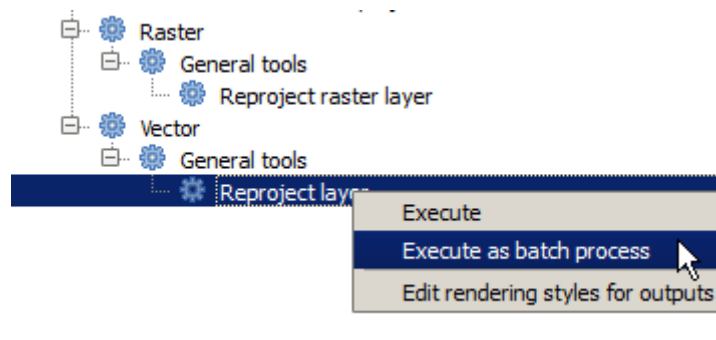 Raster
General tools
Reproject raster layer
Vector
General tools
Reproject layer
Execute
Execute as batch process
Edit rendering styles for outputs